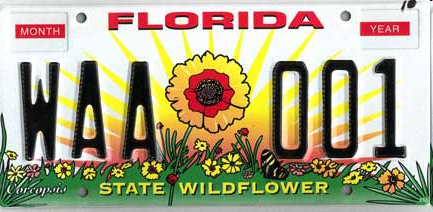 FLORIDA
MONTH
YEAR
WAA 001
Coreopsis
STATE WILDFLOWER